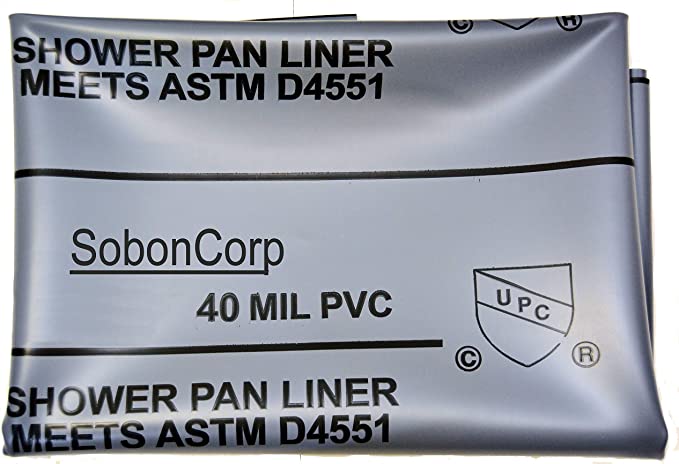 © ®
SHOWER PAN LINER
MEETS ASTM D4551
SobonCorp
40 MIL PVC
UPC
© ®
SHOWER PAN LINER
MEETS ASTM D4551